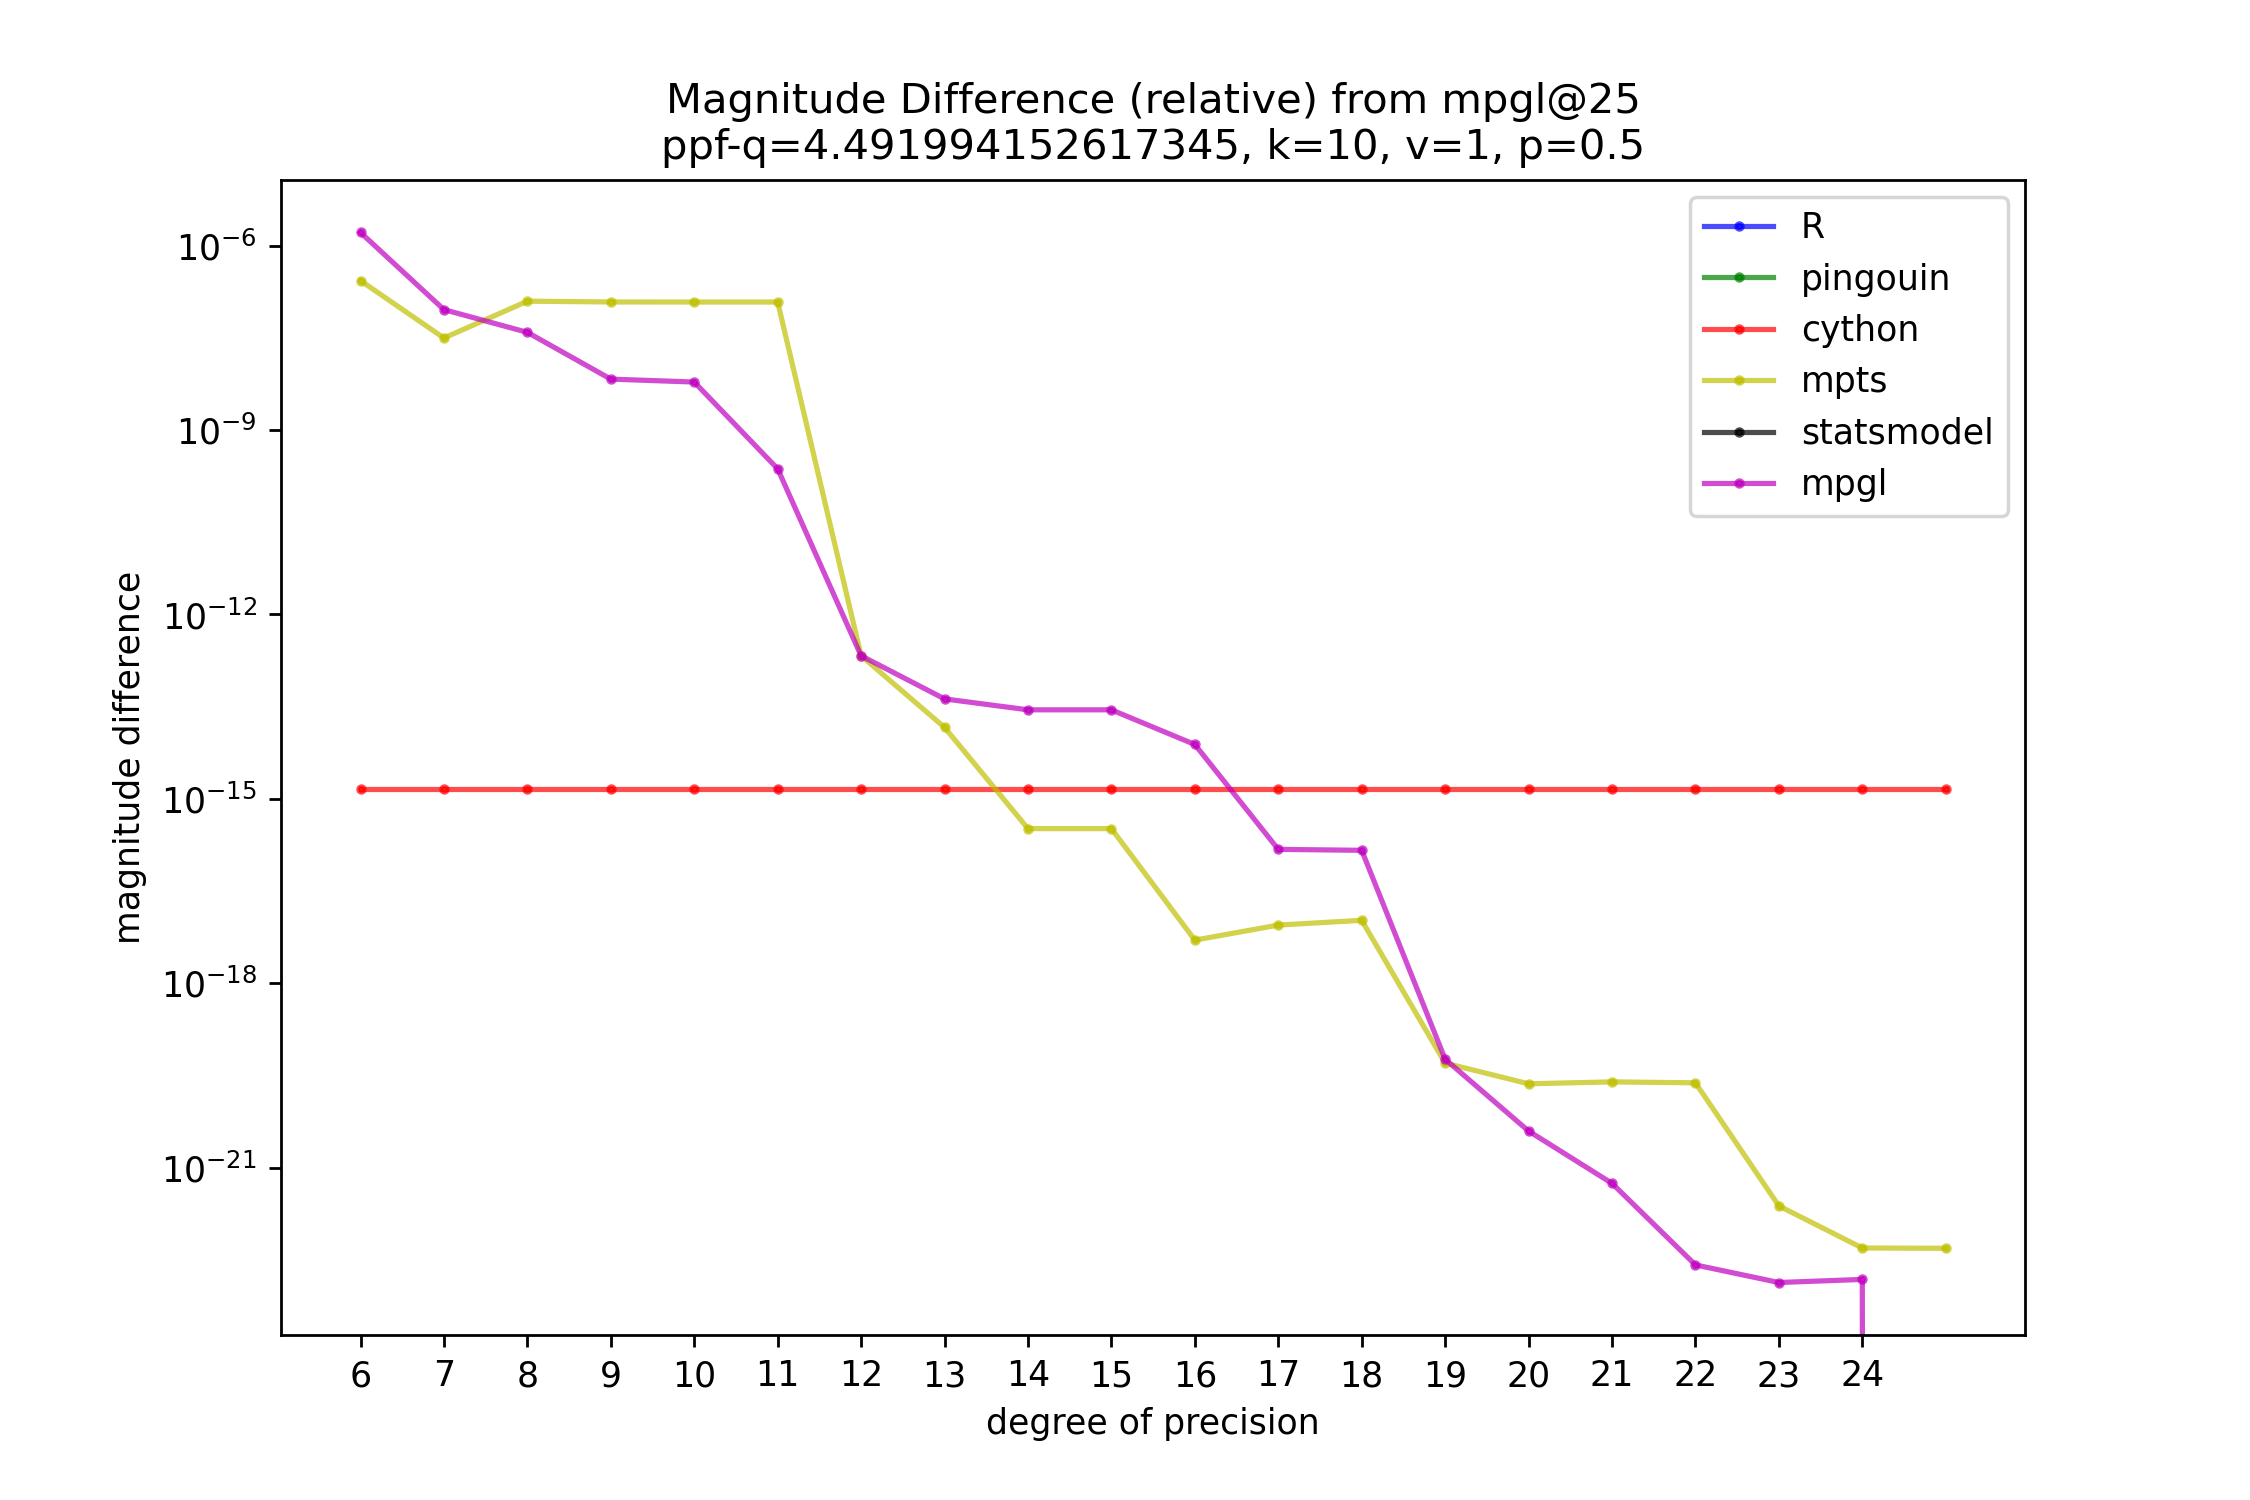 Magnitude Difference (relative) from mpgl@25
ppf-q=4.491994152617345, k=10, v=1, p=0.5
R
pingouin
cython
mpts
statsmodel
mpgl
magnitude difference
10⁻⁶
10⁻⁹
10⁻¹²
10⁻¹⁵
10⁻¹⁸
10⁻²¹
6 7 8 9 10 11 12 13 14 15 16 17 18 19 20 21 22 23 24
degree of precision